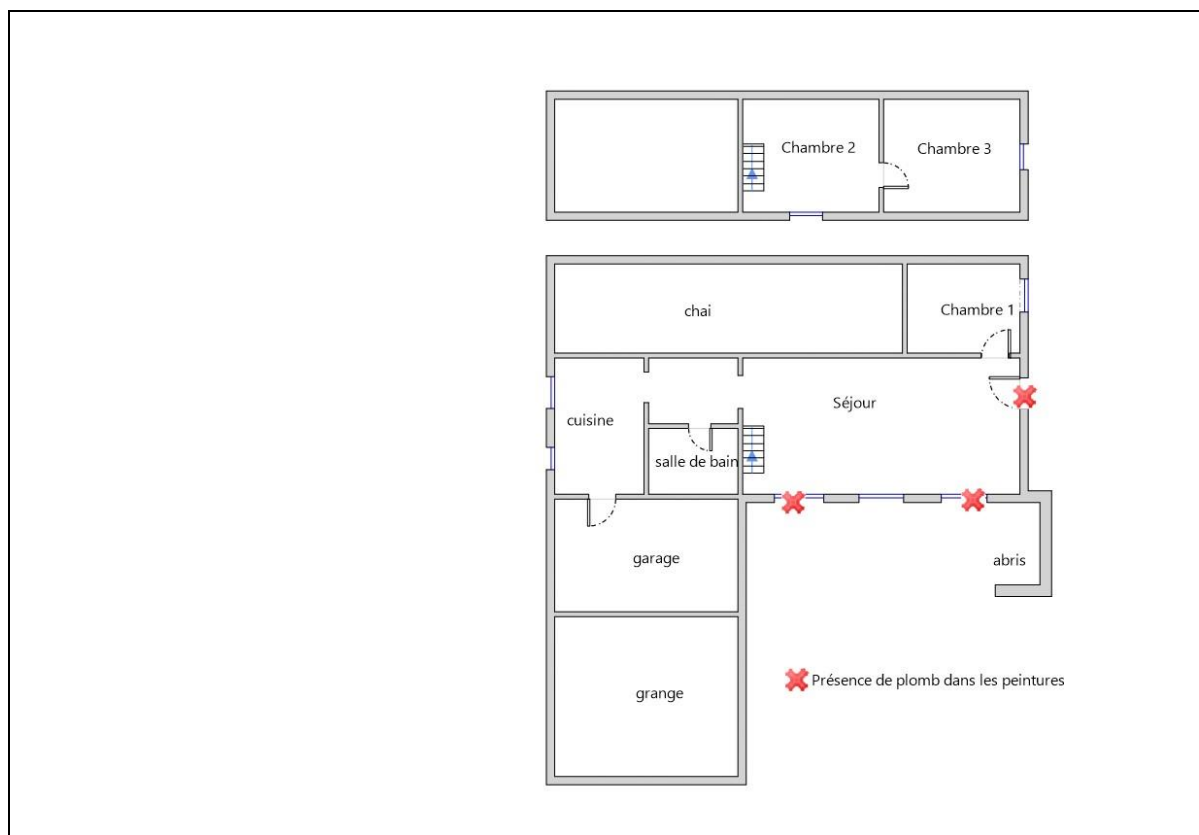 Chambre 2
Chambre 3
chai
Chambre 1
Séjour
cuisine
salle de bain
garage
abris
grange
Présence de plomb dans les peintures